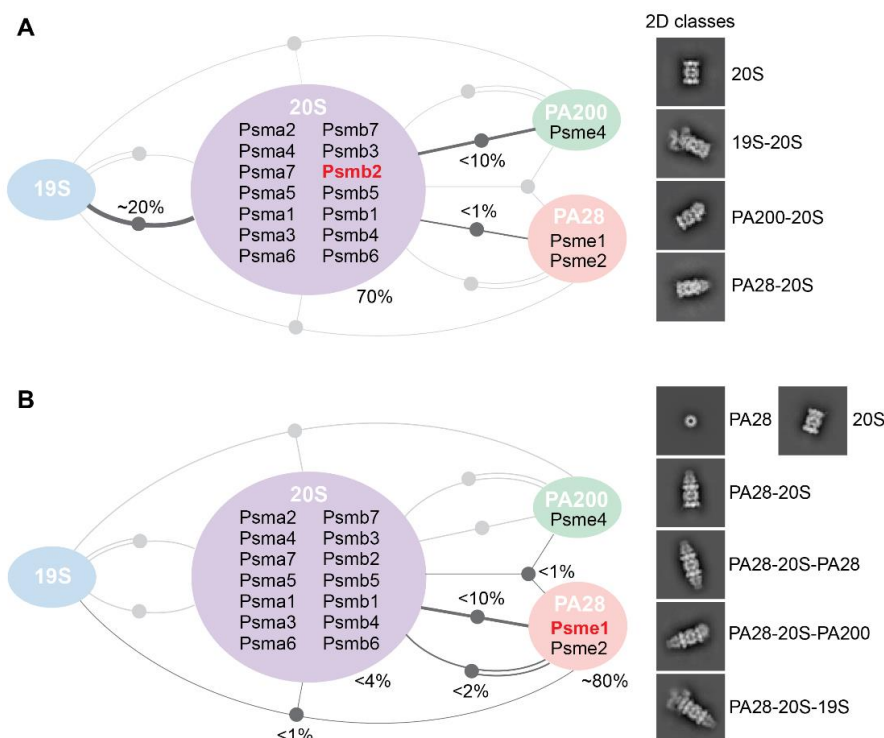 A
2D classes
19S
~20%
20S
Psma2 Psmb7
Psma4 Psmb3
Psma7 Psmb2
Psma5 Psmb5
Psma1 Psmb1
Psma3 Psmb4
Psma6 Psmb6
70%
<10%
<1%
PA200
Psme4
PA28
Psme1
Psme2
20S
19S-20S
PA200-20S
PA28-20S
B
19S
20S
Psma2 Psmb7
Psma4 Psmb3
Psma7 Psmb2
Psma5 Psmb5
Psma1 Psmb1
Psma3 Psmb4
Psma6 Psmb6
<4%
<1%
<10%
<2%
<1%
PA200
Psme4
PA28
Psme1
Psme2
~80%
PA28 20S
PA28-20S
PA28-20S-PA28
PA28-20S-PA200
PA28-20S-19S